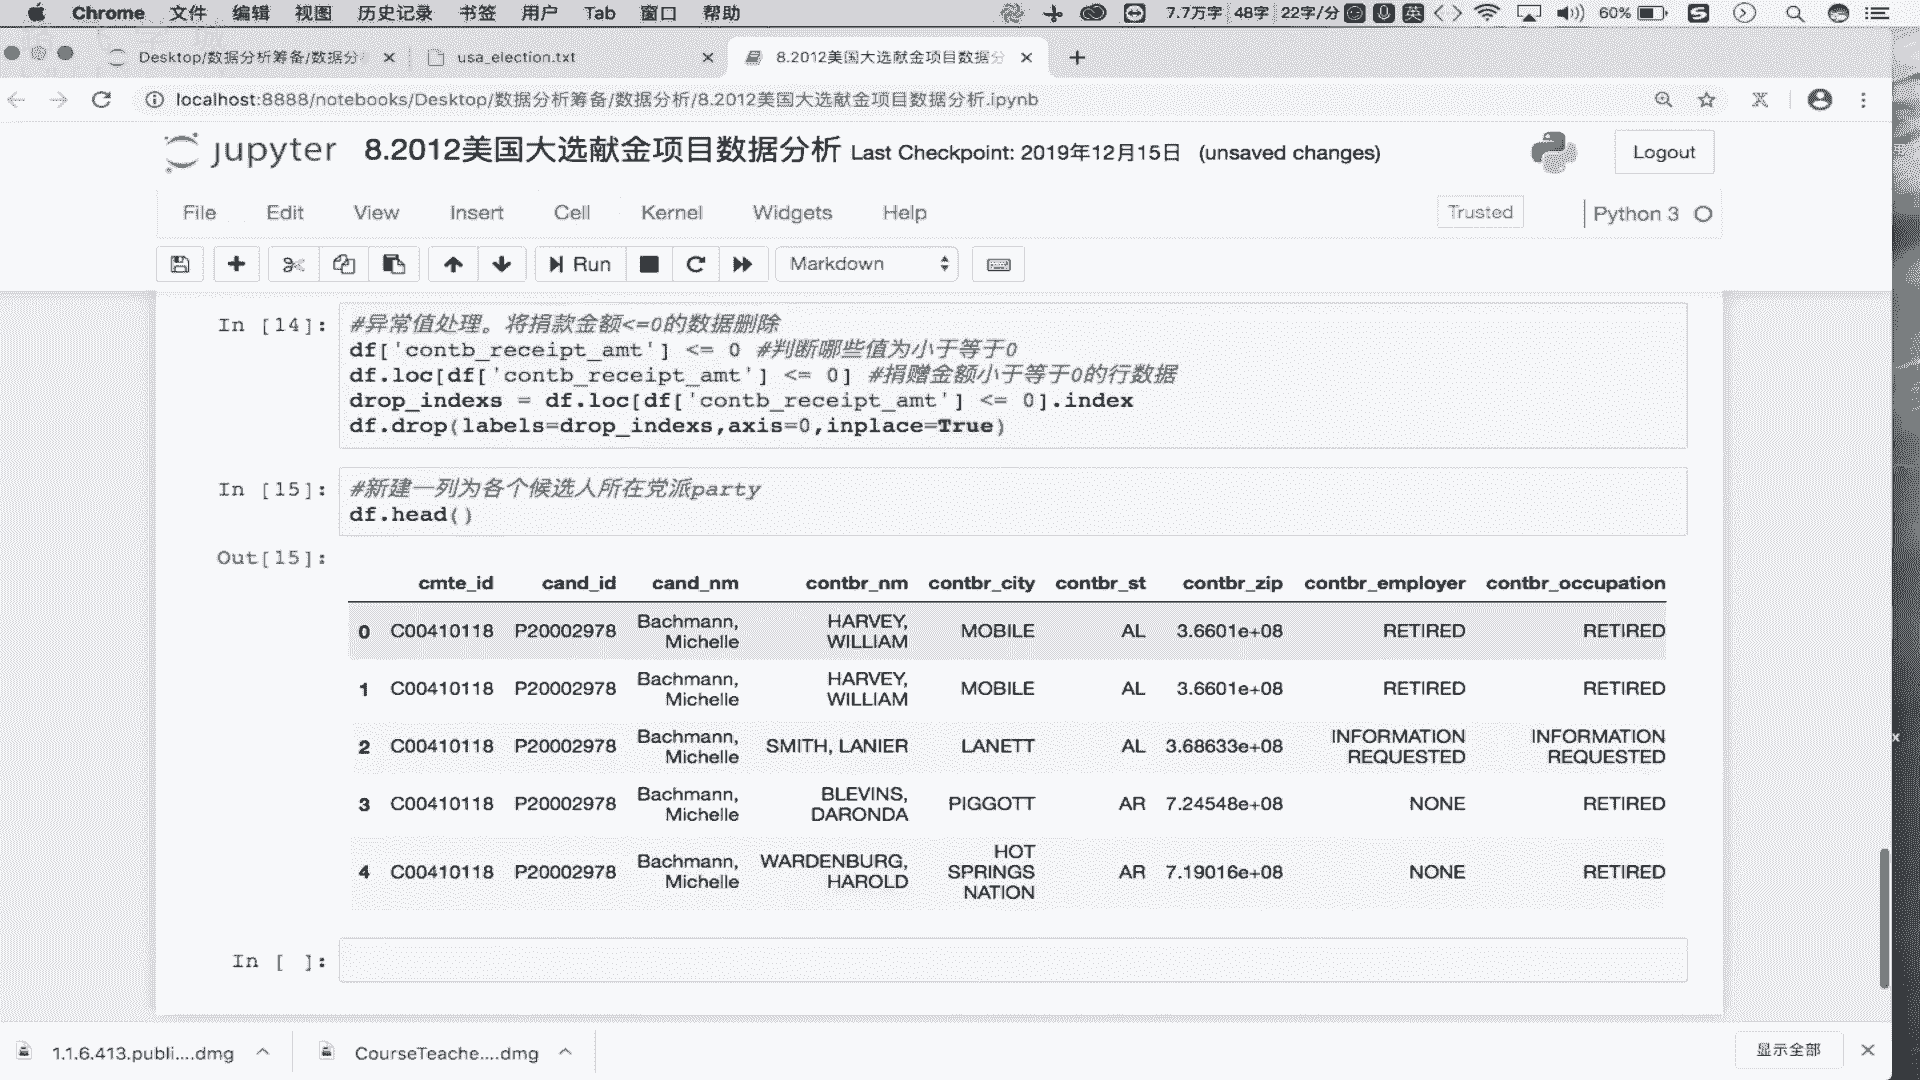 Chrome 文件 编辑 视图 历史记录 书签 用户 Tab 窗口 帮助 7.7万字 48字 22字/分 英 60%
Desktop/数据分析筹备/数据分 usa_election.txt 8.2012美国大选献金项目数据分
localhost:8888/notebooks/Desktop/数据分析筹备/数据分析/8.2012美国大选献金项目数据分析.ipynb
jupyter 8.2012美国大选献金项目数据分析 Last Checkpoint: 2019年12月15日 (unsaved changes) Logout
File Edit View Insert Cell Kernel Widgets Help Trusted Python 3
Run Markdown
In [14]: #异常值处理。将捐款金额<=0的数据删除
df['contb_receipt_amt'] <= 0 #判断哪些值为小于等于0
df.loc[df['contb_receipt_amt'] <= 0] #捐赠金额小于等于0的行数据
drop_indexs = df.loc[df['contb_receipt_amt'] <= 0].index
df.drop(labels=drop_indexs,axis=0,inplace=True)
In [15]: #新建一列为各个候选人所在党派party
df.head()
Out[15]:
cmte_id cand_id cand_nm contbr_nm contbr_city contbr_st contbr_zip contbr_employer contbr_occupation
0 C00410118 P20002978 Bachmann, Michelle HARVEY, WILLIAM MOBILE AL 3.6601e+08 RETIRED RETIRED
1 C00410118 P20002978 Bachmann, Michelle HARVEY, WILLIAM MOBILE AL 3.6601e+08 RETIRED RETIRED
2 C00410118 P20002978 Bachmann, Michelle SMITH, LANIER LANETT AL 3.68633e+08 INFORMATION REQUESTED INFORMATION REQUESTED
3 C00410118 P20002978 Bachmann, Michelle BLEVINS, DARONDA PIGGOTT AR 7.24548e+08 NONE RETIRED
4 C00410118 P20002978 Bachmann, Michelle WARDENBURG, HAROLD HOT SPRINGS NATION AR 7.19016e+08 NONE RETIRED
In [ ]:
1.1.6.413.publi....dmg CourseTeache....dmg 显示全部